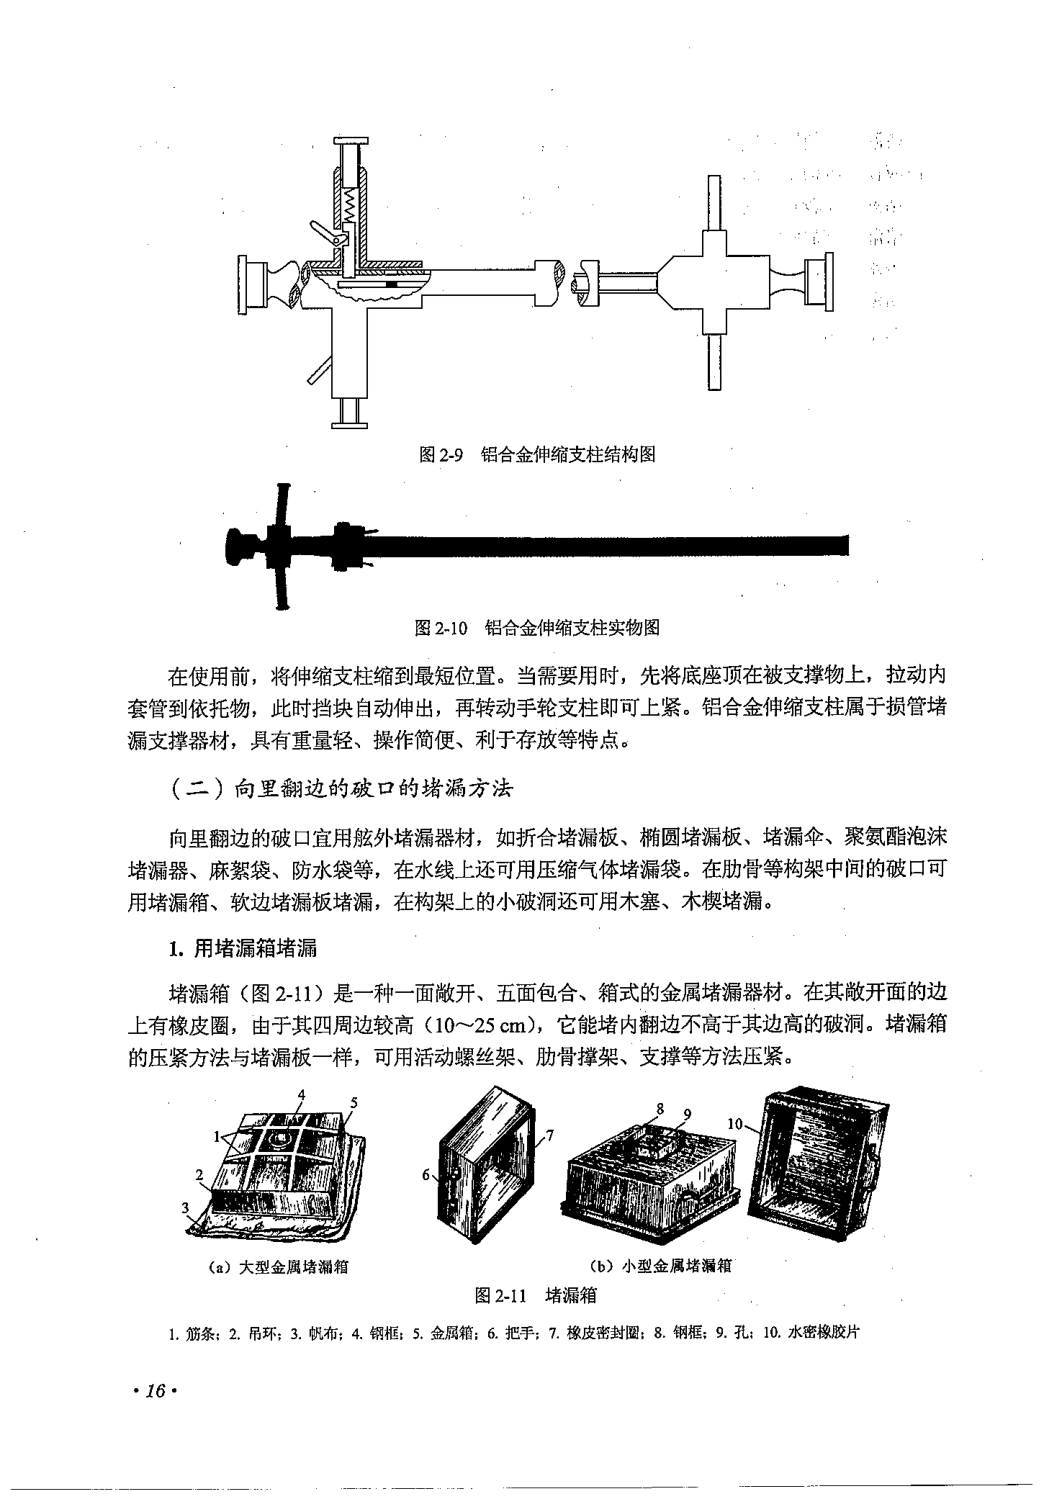 图2-9 铝合金伸缩支柱结构图
图2-10 铝合金伸缩支柱实物图
在使用前，将伸缩支柱缩到最短位置。当需要用时，先将底座顶在被支撑物上，拉动内
套管到依托物，此时挡块自动伸出，再转动手轮支柱即可上紧。铝合金伸缩支柱属于损管堵
漏支撑器材，具有重量轻、操作简便、利于存放等特点。
（二）向里翻边的破口的堵漏方法
向里翻边的破口宜用舷外堵漏器材，如折合堵漏板、椭圆堵漏板、堵漏伞、聚氨酯泡沫
堵漏器、麻絮袋、防水袋等，在水线上还可用压缩气体堵漏袋。在肋骨等构架中间的破口可
用堵漏箱、软边堵漏板堵漏，在构架上的小破洞还可用木塞、木楔堵漏。
1. 用堵漏箱堵漏
堵漏箱（图2-11）是一种一面敞开、五面包合、箱式的金属堵漏器材。在其敞开面的边
上有橡皮圈，由于其四周边较高（10～25 cm），它能堵内翻边不高于其边高的破洞。堵漏箱
的压紧方法与堵漏板一样，可用活动螺丝架、肋骨撑架、支撑等方法压紧。
4
5
1
2
3
7
6
8
9
10
（a）大型金属堵漏箱
（b）小型金属堵漏箱
图2-11 堵漏箱
1. 筋条；2. 吊环；3. 帆布；4. 钢框；5. 金属箱；6. 把手；7. 橡皮密封圈；8. 钢框；9. 孔；10. 水密橡胶片
·16·